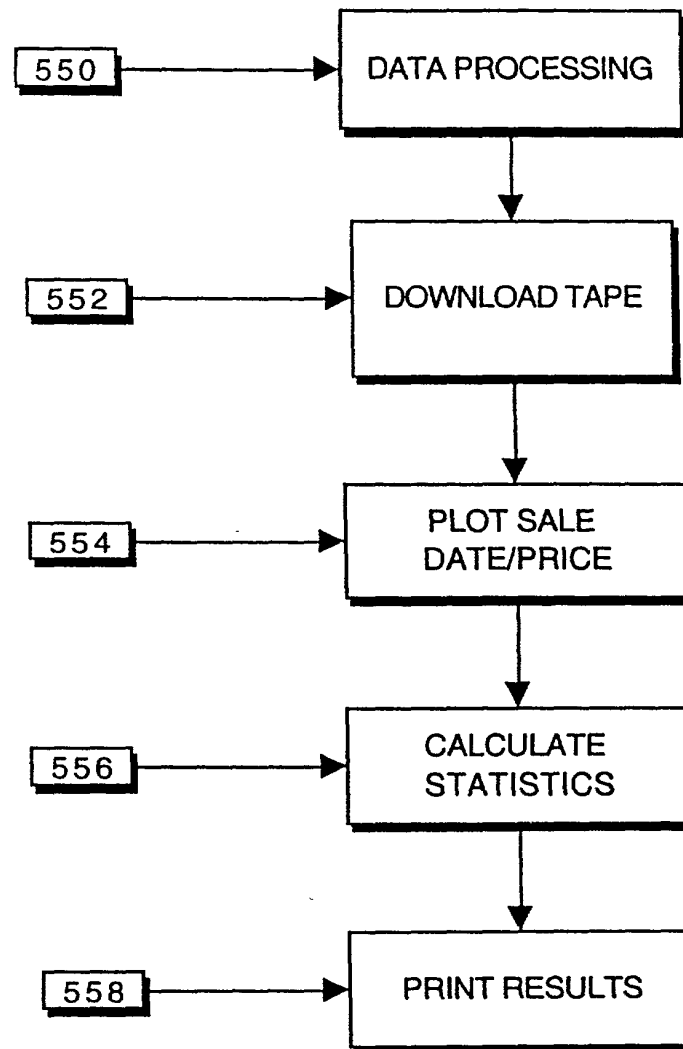 550
DATA PROCESSING
552
DOWNLOAD TAPE
554
PLOT SALE
DATE/PRICE
556
CALCULATE
STATISTICS
558
PRINT RESULTS